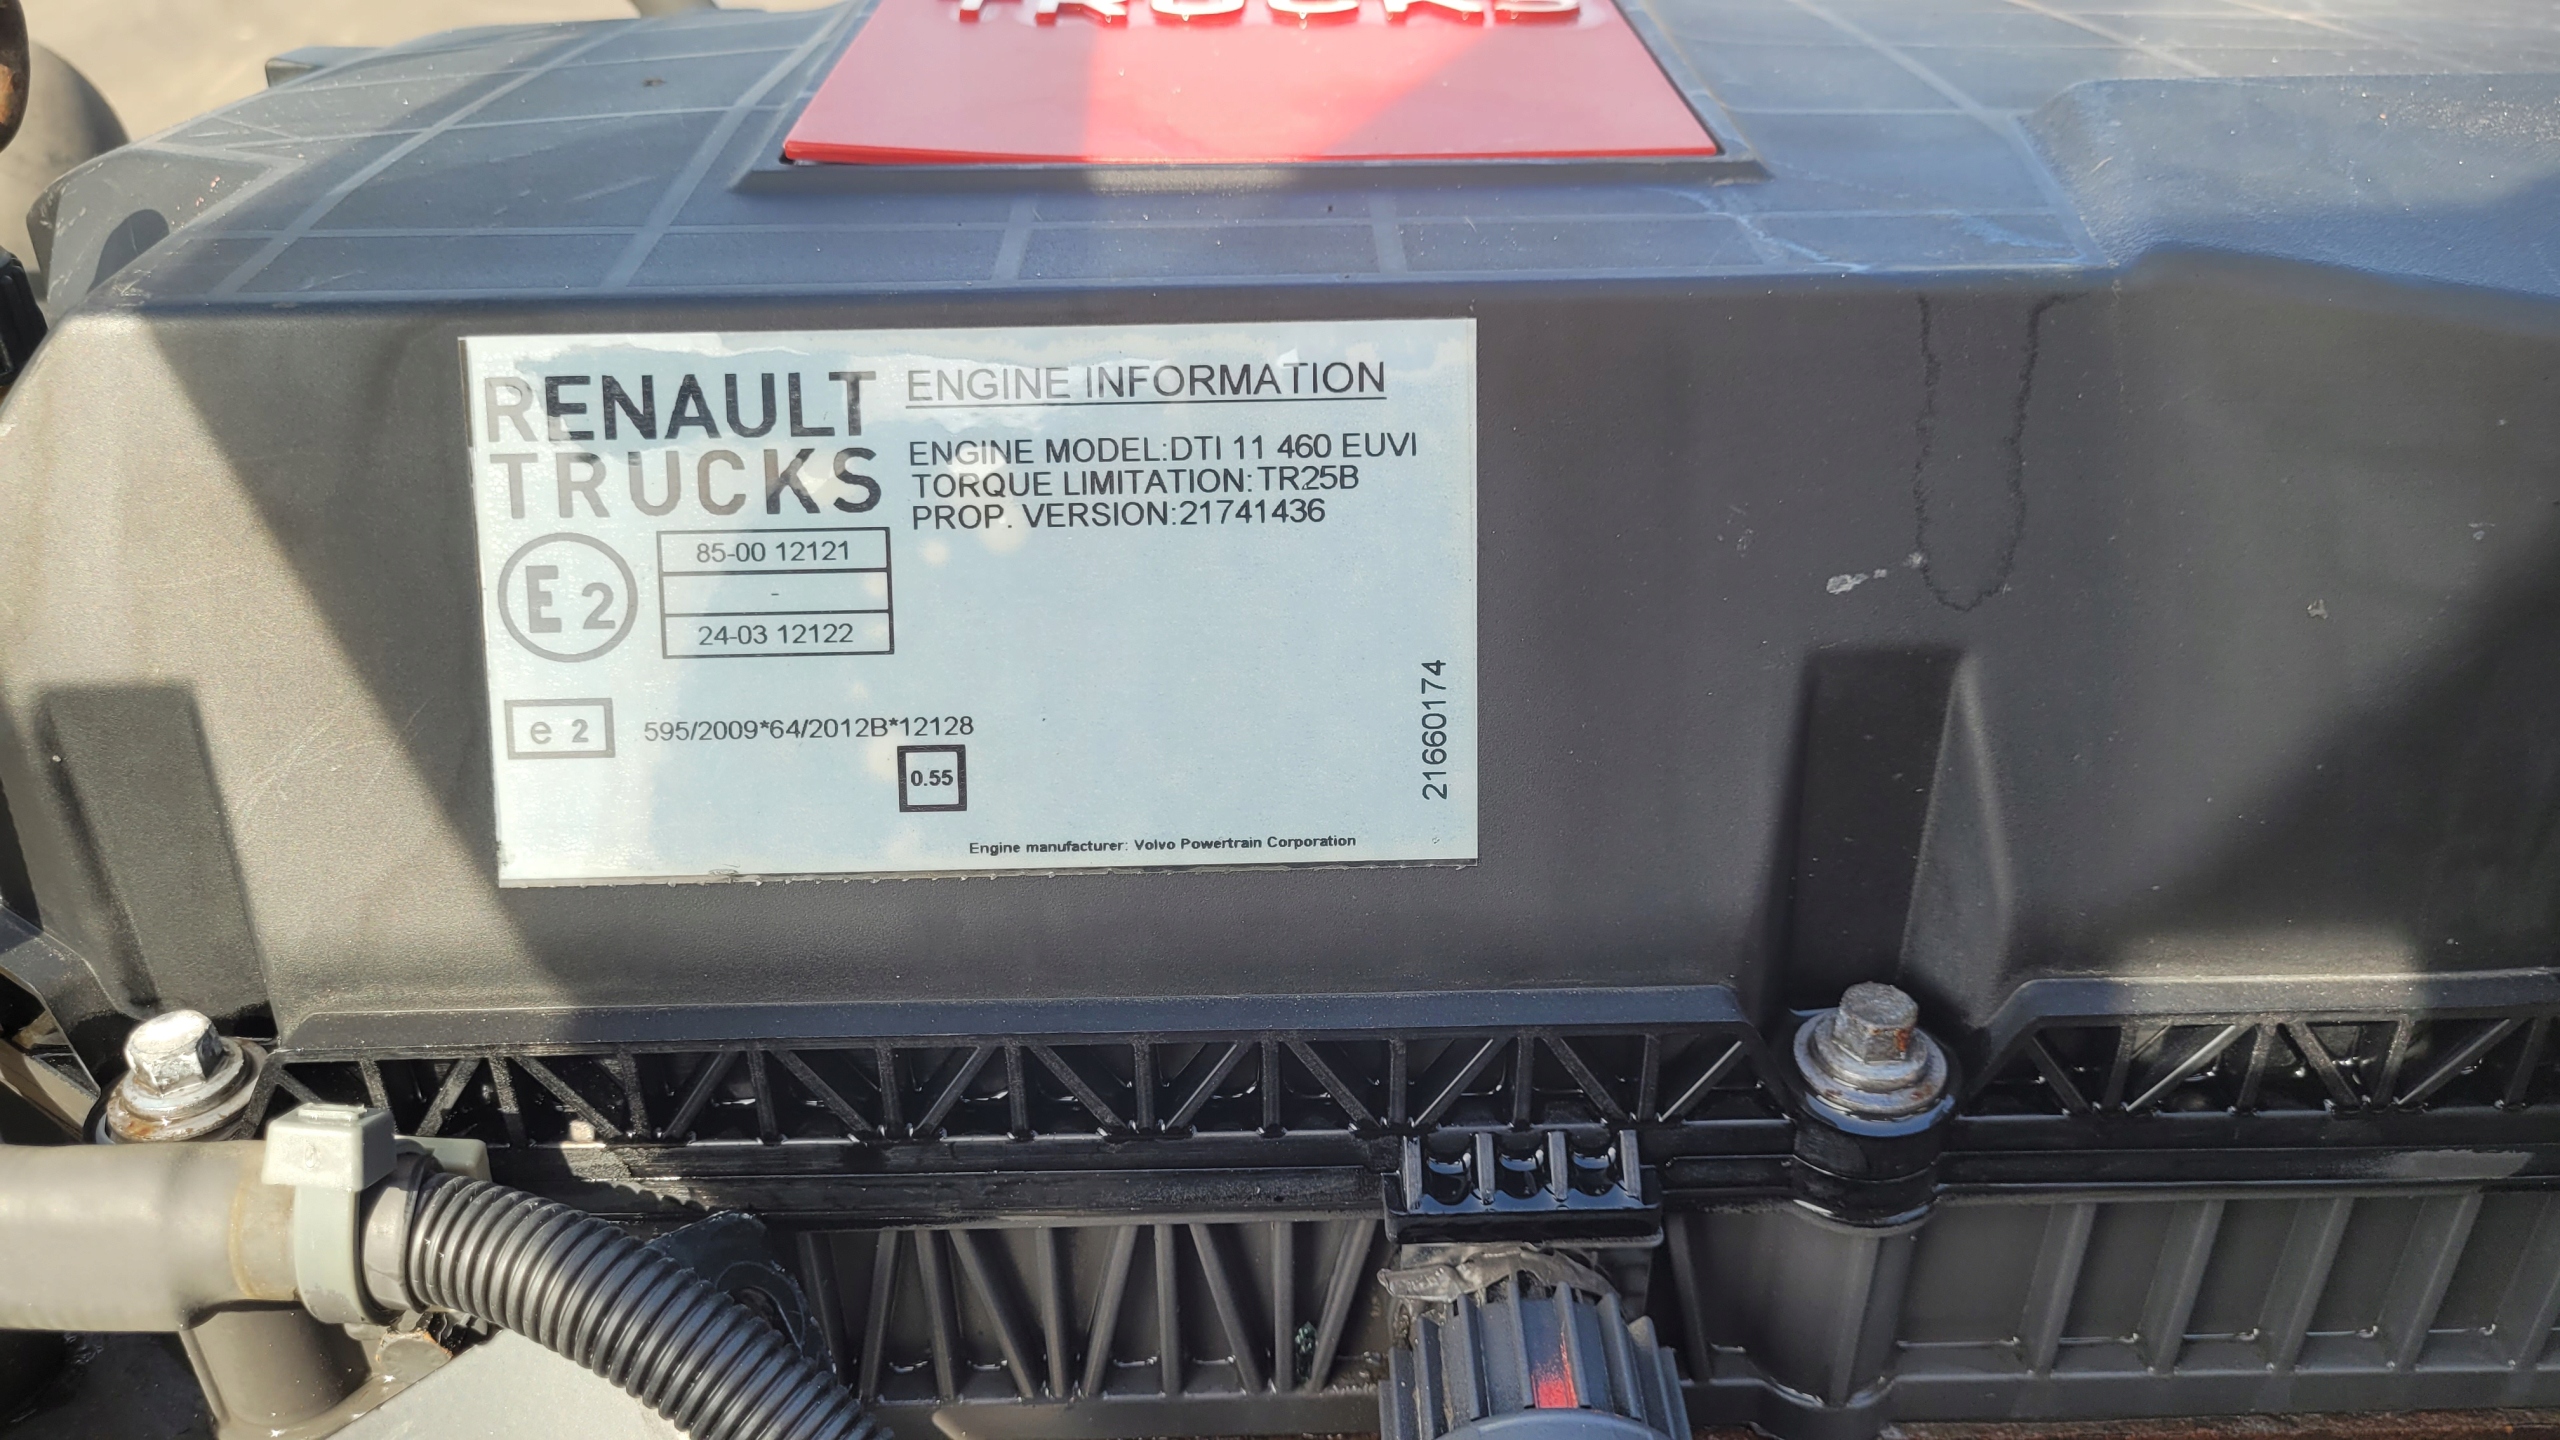 TRUCKS
RENAULT
TRUCKS
ENGINE INFORMATION
ENGINE MODEL:DTI 11 460 EUVI
TORQUE LIMITATION:TR25B
PROP. VERSION:21741436
E2
85-00 12121
-
24-03 12122
e 2
595/2009*64/2012B*12128
0.55
21660174
Engine manufacturer: Volvo Powertrain Corporation